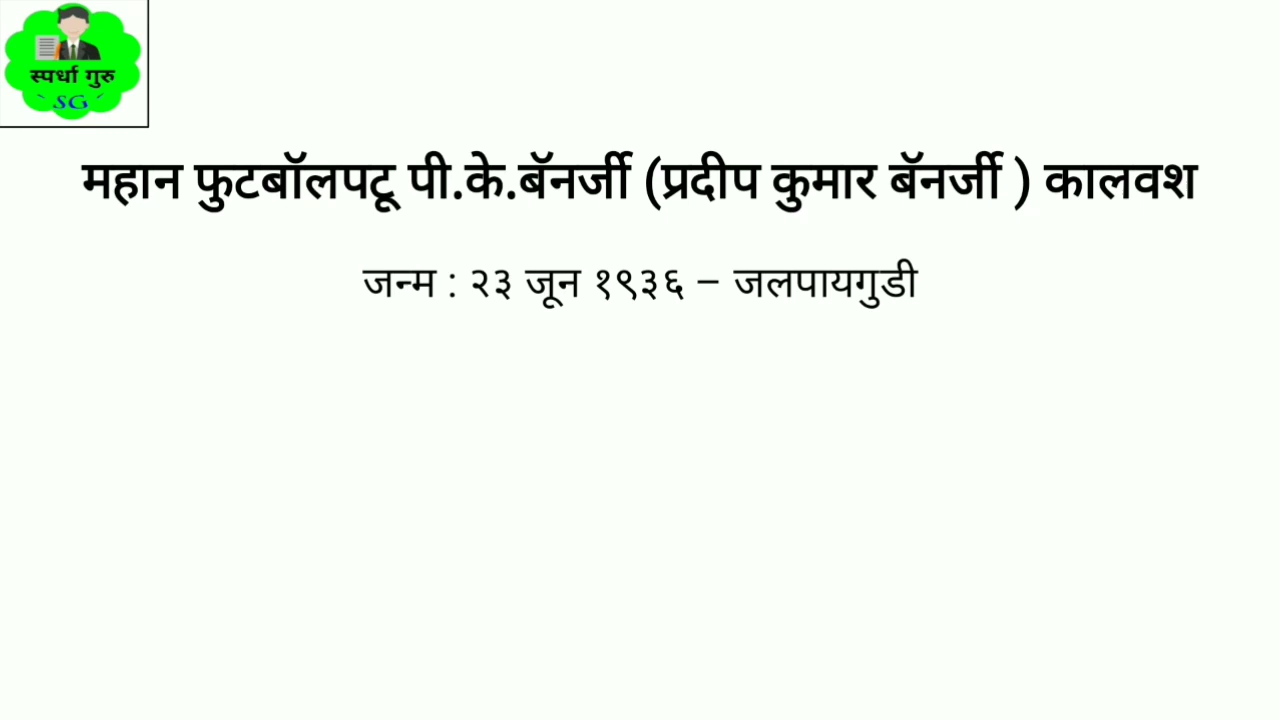 स्पर्धा गुरु
` SG ´
महान फुटबॉलपटू पी.के.बॅनर्जी (प्रदीप कुमार बॅनर्जी ) कालवश
जन्म : २३ जून १९३६ – जलपायगुडी